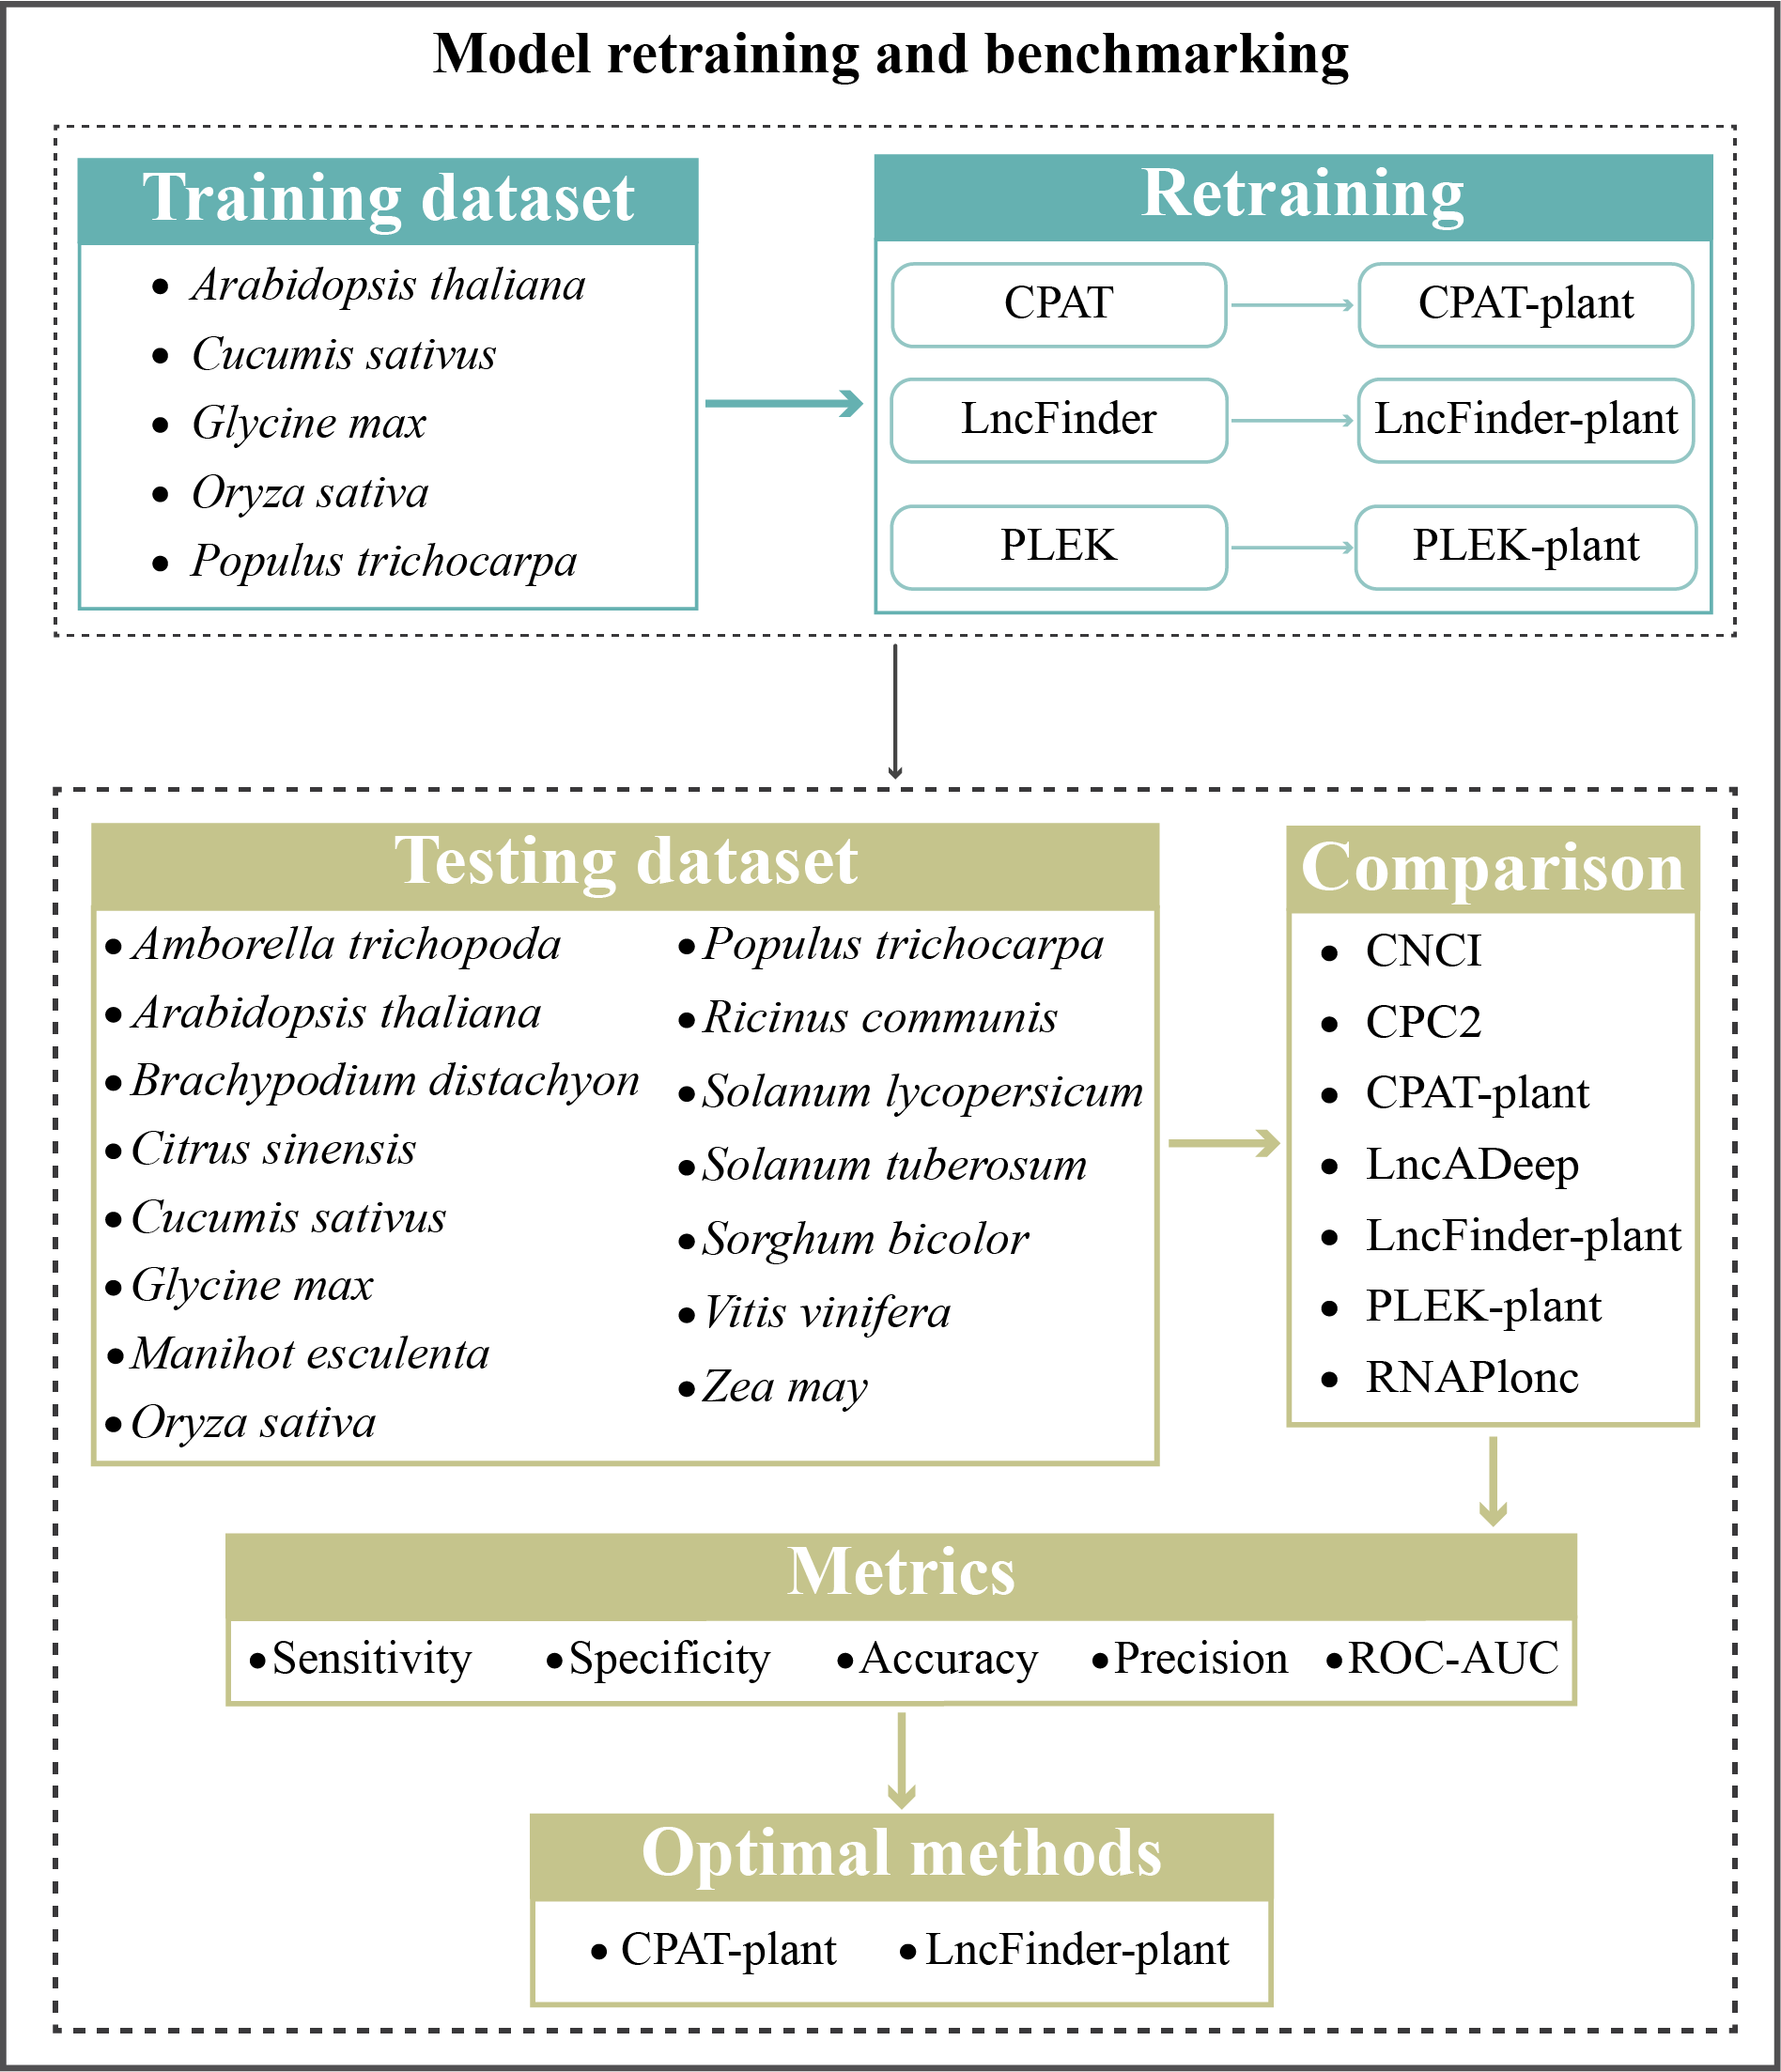 Model retraining and benchmarking
Training dataset
• Arabidopsis thaliana
• Cucumis sativus
• Glycine max
• Oryza sativa
• Populus trichocarpa
Retraining
CPAT
CPAT-plant
LncFinder
LncFinder-plant
PLEK
PLEK-plant
Testing dataset
• Amborella trichopoda
• Arabidopsis thaliana
• Brachypodium distachyon
• Citrus sinensis
• Cucumis sativus
• Glycine max
• Manihot esculenta
• Oryza sativa
• Populus trichocarpa
• Ricinus communis
• Solanum lycopersicum
• Solanum tuberosum
• Sorghum bicolor
• Vitis vinifera
• Zea may
Comparison
• CNCI
• CPC2
• CPAT-plant
• LncADeep
• LncFinder-plant
• PLEK-plant
• RNAPlonc
Metrics
• Sensitivity • Specificity • Accuracy • Precision • ROC-AUC
Optimal methods
• CPAT-plant • LncFinder-plant